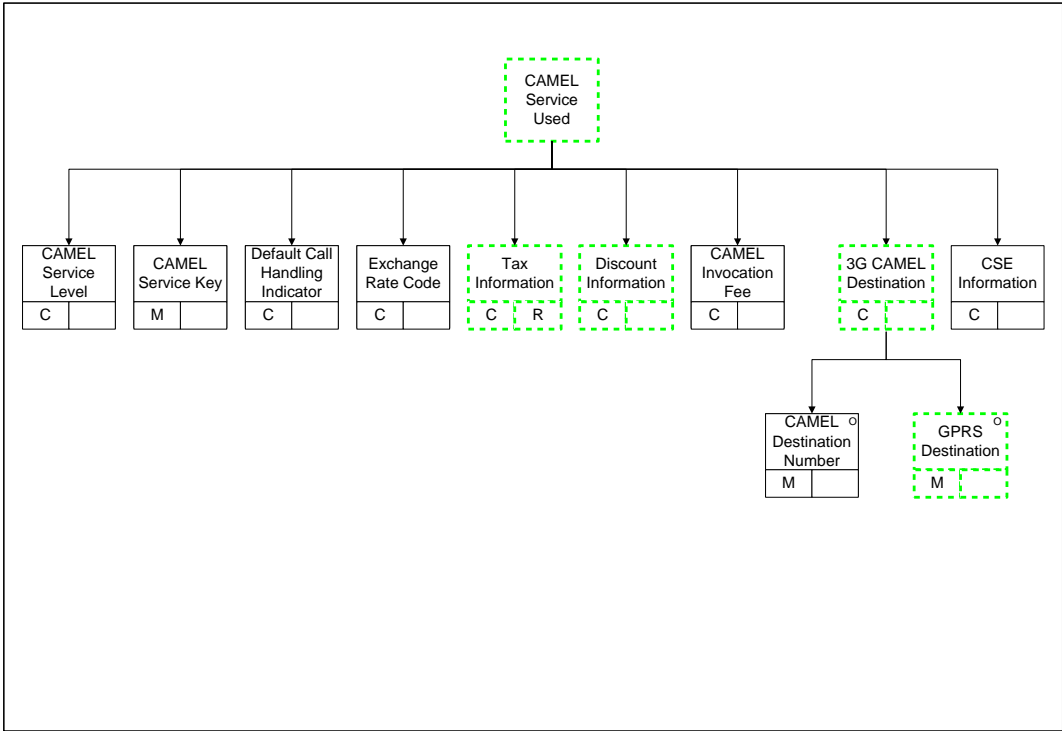 CAMEL
Service
Used
CAMEL
Service
Level
C
CAMEL
Service Key
M
Default Call
Handling
Indicator
C
Exchange
Rate Code
C
Tax
Information
C R
Discount
Information
C
CAMEL
Invocation
Fee
C
3G CAMEL
Destination
C
CSE
Information
C
CAMEL O
Destination
Number
M
GPRS O
Destination
M